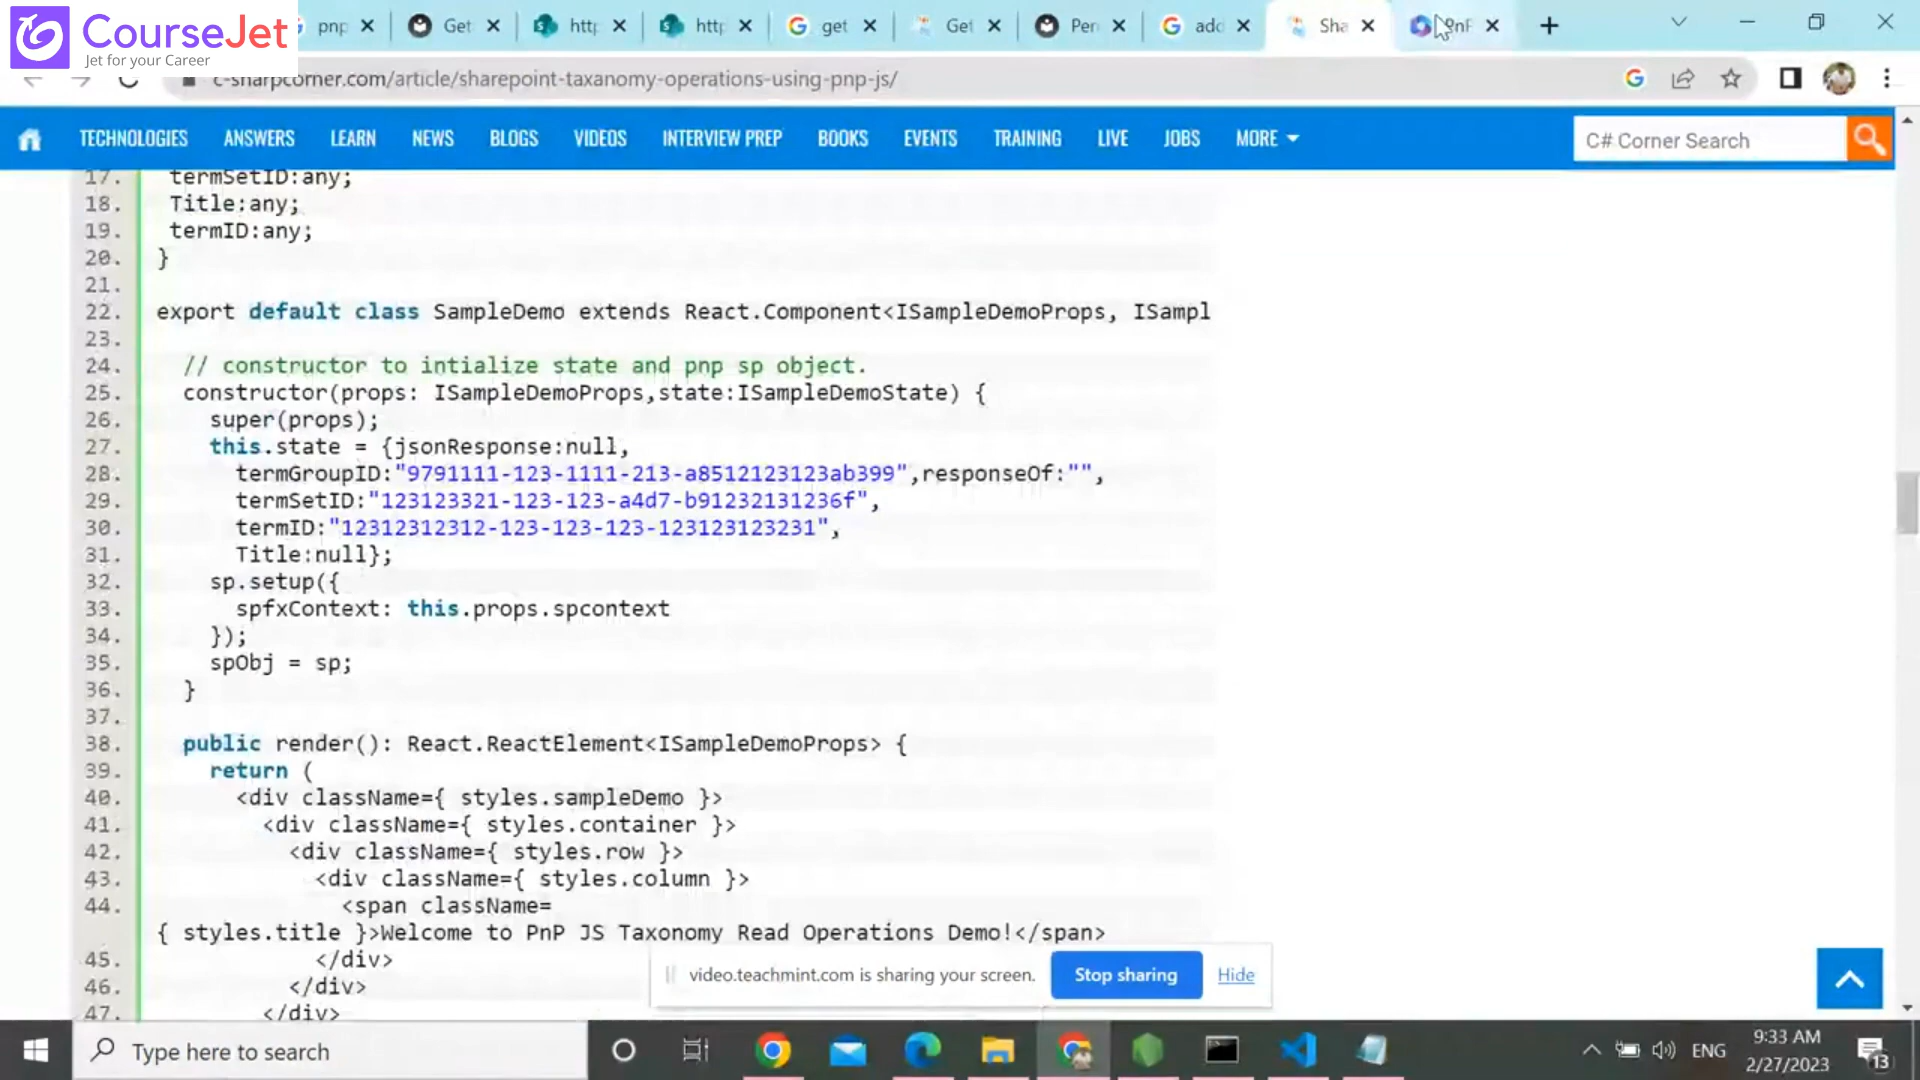 CourseJet
Jet for your Career
pnp
Get
http
http
get
Get
Per
add
Sha
PnF
c-sharpcorner.com/article/sharepoint-taxanomy-operations-using-pnp-js/
TECHNOLOGIES ANSWERS LEARN NEWS BLOGS VIDEOS INTERVIEW PREP BOOKS EVENTS TRAINING LIVE JOBS MORE
C# Corner Search
17. termSetID:any;
18. Title:any;
19. termID:any;
20. }
21.
22. export default class SampleDemo extends React.Component<ISampleDemoProps, ISampl
23.
24. // constructor to intialize state and pnp sp object.
25. constructor(props: ISampleDemoProps,state:ISampleDemoState) {
26. super(props);
27. this.state = {jsonResponse:null,
28. termGroupID:"9791111-123-1111-213-a8512123123ab399",responseOf:"",
29. termSetID:"123123321-123-123-a4d7-b91232131236f",
30. termID:"12312312312-123-123-123-123123123231",
31. Title:null};
32. sp.setup({
33. spfxContext: this.props.spcontext
34. });
35. spObj = sp;
36. }
37.
38. public render(): React.ReactElement<ISampleDemoProps> {
39. return (
40. <div className={ styles.sampleDemo }>
41. <div className={ styles.container }>
42. <div className={ styles.row }>
43. <div className={ styles.column }>
44. <span className=
{ styles.title }>Welcome to PnP JS Taxonomy Read Operations Demo!</span>
45. </div>
46. </div>
47. </div>
video.teachmint.com is sharing your screen. Stop sharing Hide
Type here to search
ENG
9:33 AM
2/27/2023
13